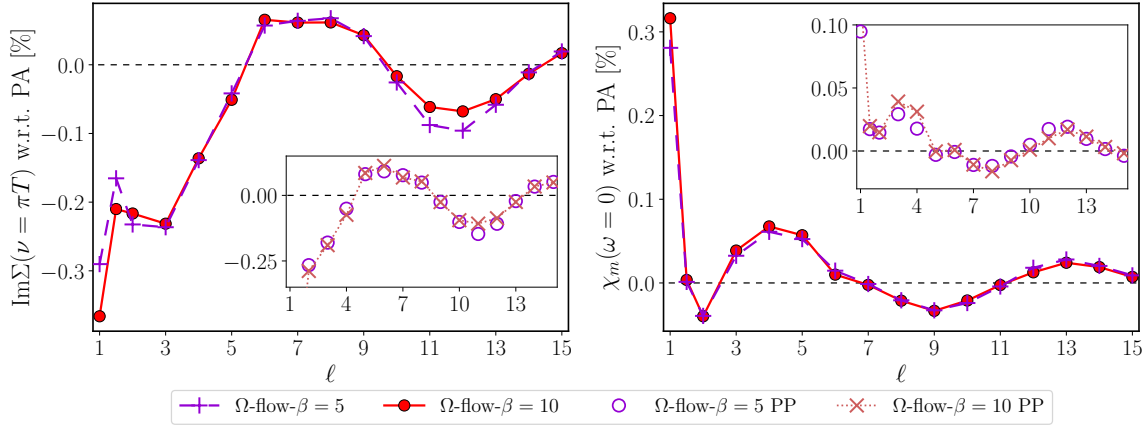 ImΣ(ν = πT) w.r.t. PA [%]
0.0
−0.1
−0.2
−0.3
0.00
−0.25
1 4 7 10 13
1 3 5 7 9 11 13 15
ℓ
χm(ω = 0) w.r.t. PA [%]
0.3
0.2
0.1
0.0
0.10
0.05
0.00
1 4 7 10 13
1 3 5 7 9 11 13 15
ℓ
Ω-flow-β = 5 Ω-flow-β = 10 Ω-flow-β = 5 PP Ω-flow-β = 10 PP